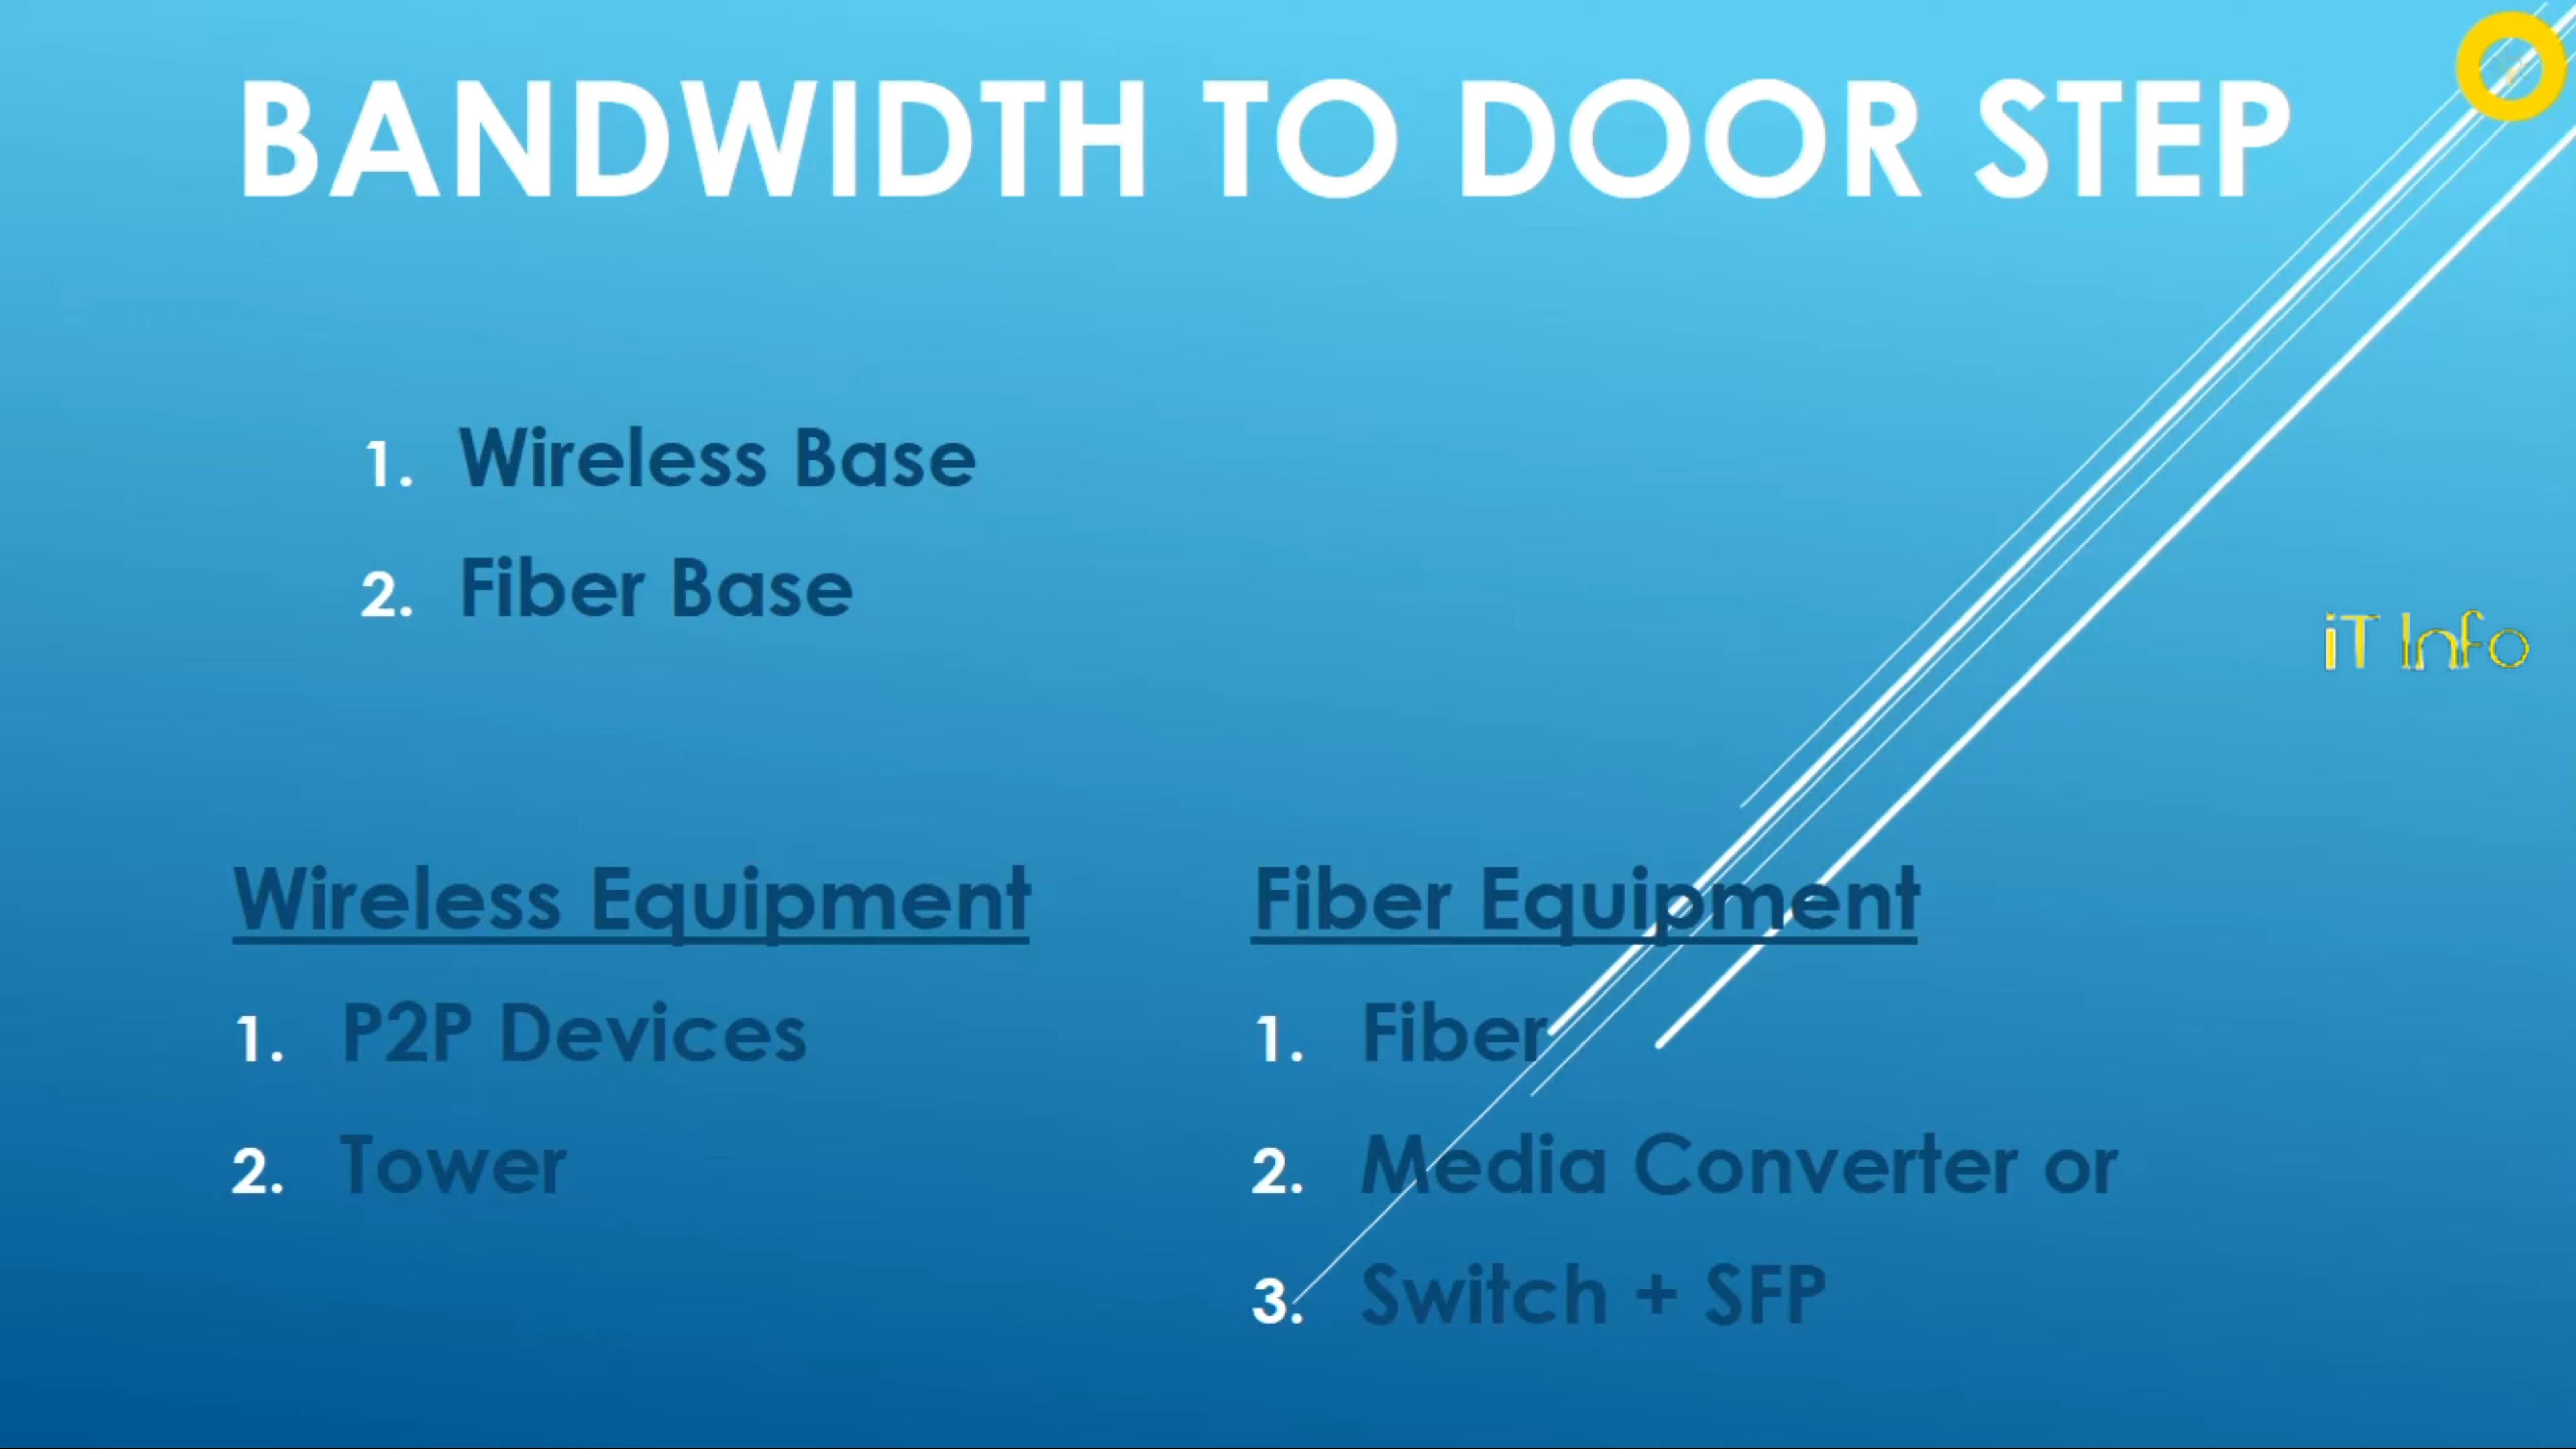 BANDWIDTH TO DOOR STEP
1. Wireless Base
2. Fiber Base
iT Info
Wireless Equipment
1. P2P Devices
2. Tower
Fiber Equipment
1. Fiber
2. Media Converter or
3. Switch + SFP